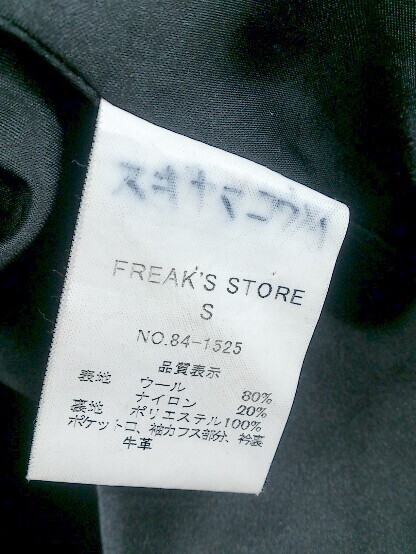 FREAK'S STORE
S
NO.84-1525
品質表示
表地 ウール 80%
ナイロン 20%
裏地 ポリエステル100%
ポケット口、袖カフス部分、衿裏
牛革